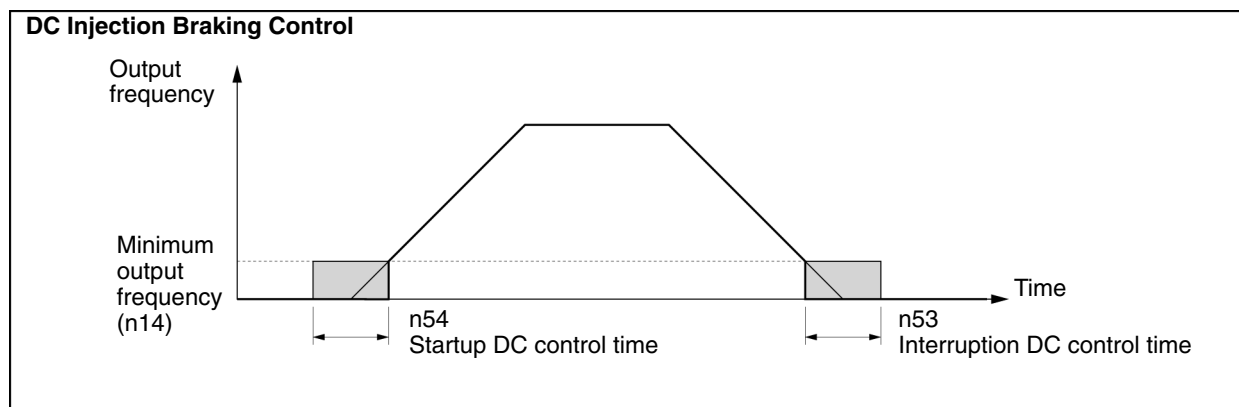 DC Injection Braking Control
Output
frequency
Minimum
output
frequency
(n14)
Time
n54
Startup DC control time
n53
Interruption DC control time